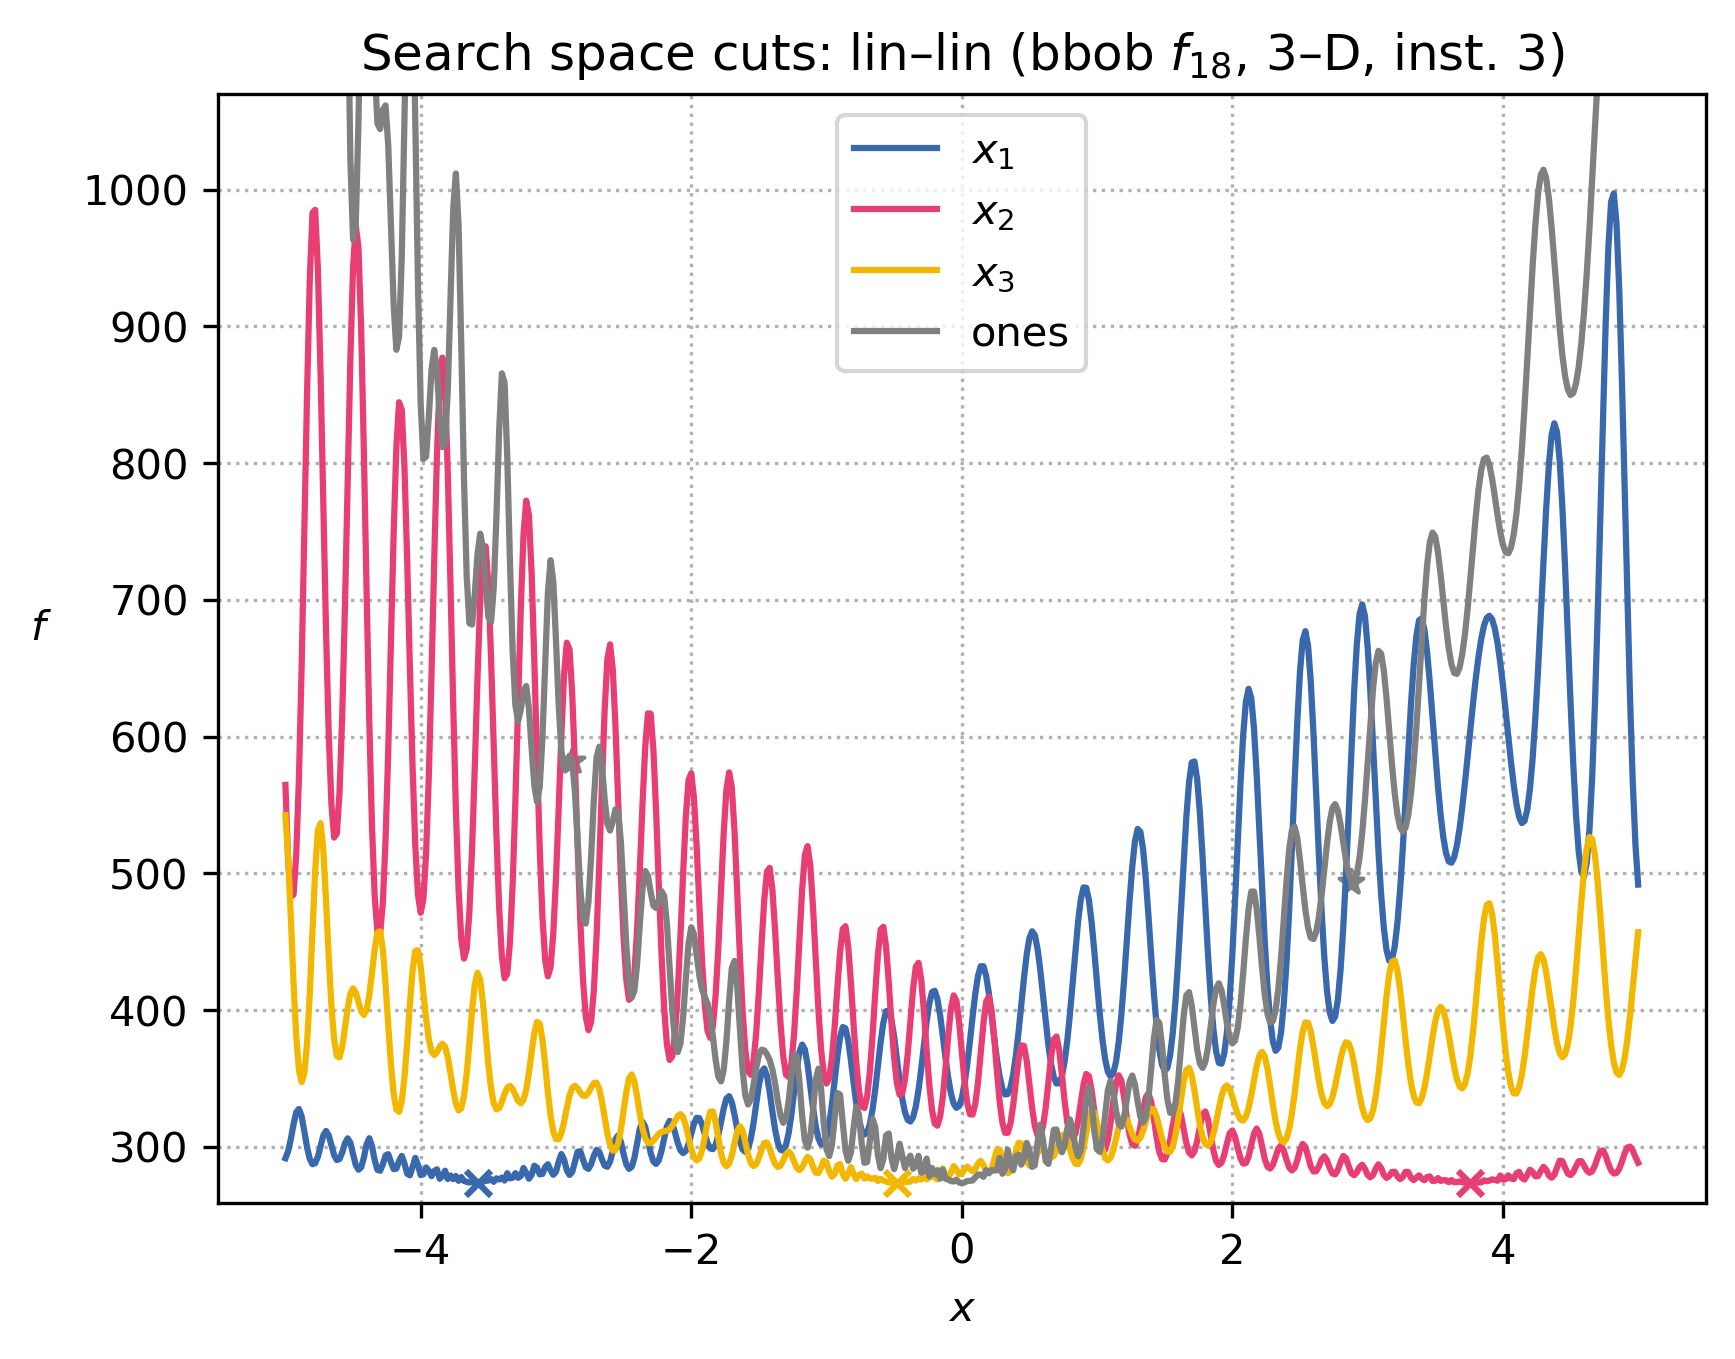 Search space cuts: lin–lin (bbob f18, 3–D, inst. 3)
x1
x2
x3
ones
1000
900
800
700
600
500
400
300
f
−4
−2
0
2
4
x